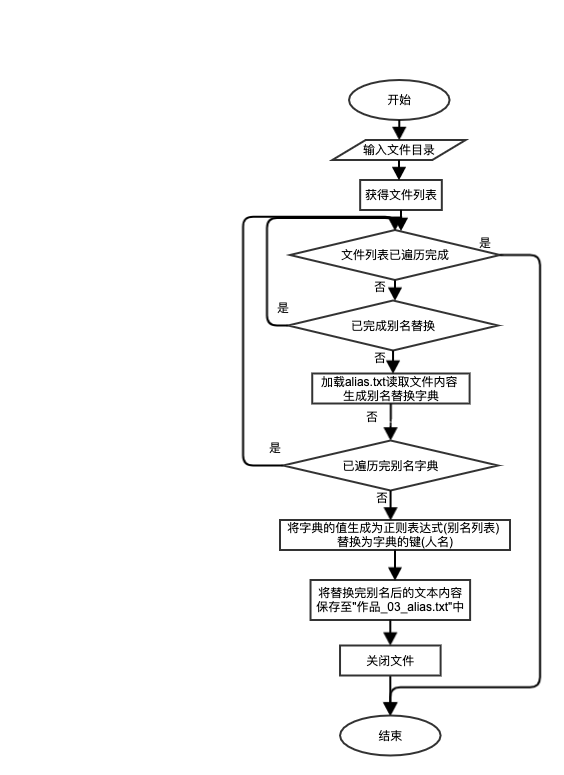 开始
输入文件目录
获得文件列表
文件列表已遍历完成
是
否
已完成别名替换
是
否
加载alias.txt读取文件内容
生成别名替换字典
否
已遍历完别名字典
是
否
将字典的值生成为正则表达式(别名列表)
替换为字典的键(人名)
将替换完别名后的文本内容
保存至"作品_03_alias.txt"中
关闭文件
结束